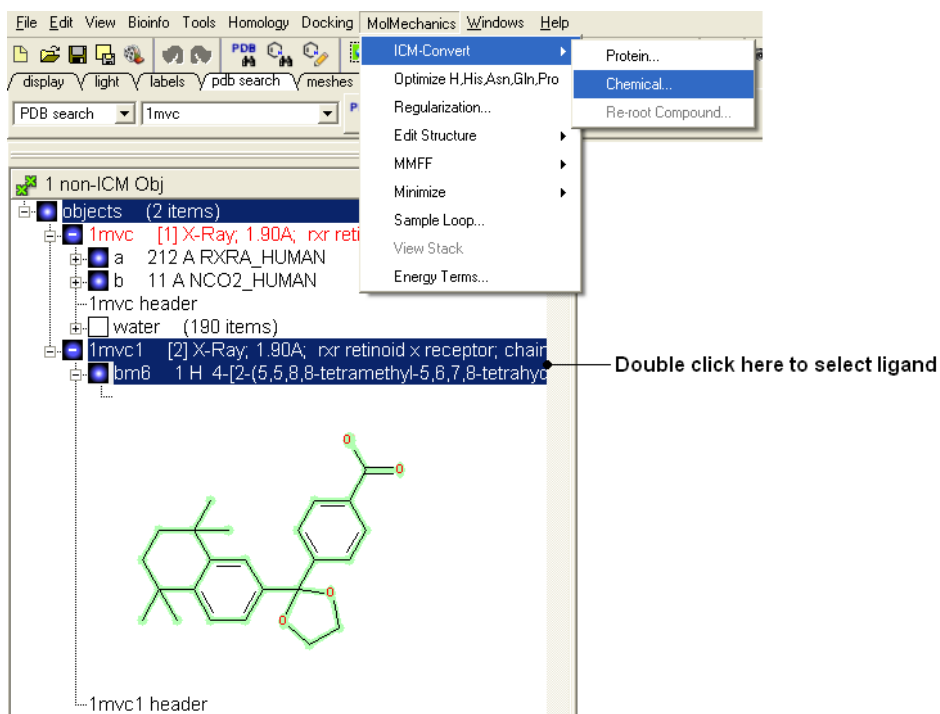 File Edit View Bioinfo Tools Homology Docking MolMechanics Windows Help
PDB
display light labels pdb search meshes
PDB search 1mvc
ICM-Convert
Optimize H,His,Asn,Gln,Pro
Regularization...
Edit Structure
MMFF
Minimize
Sample Loop...
View Stack
Energy Terms...
Protein...
Chemical...
Re-root Compound...
1 non-ICM Obj
objects (2 items)
1mvc [1] X-Ray; 1.90A; rxr reti
a 212 A RXRA_HUMAN
b 11 A NCO2_HUMAN
1mvc header
water (190 items)
1mvc1 [2] X-Ray; 1.90A; rxr retinoid x receptor; chain
bm6 1 H 4-[2-(5,5,8,8-tetramethyl-5,6,7,8-tetrahyd
Double click here to select ligand
O
O
O
O
1mvc1 header